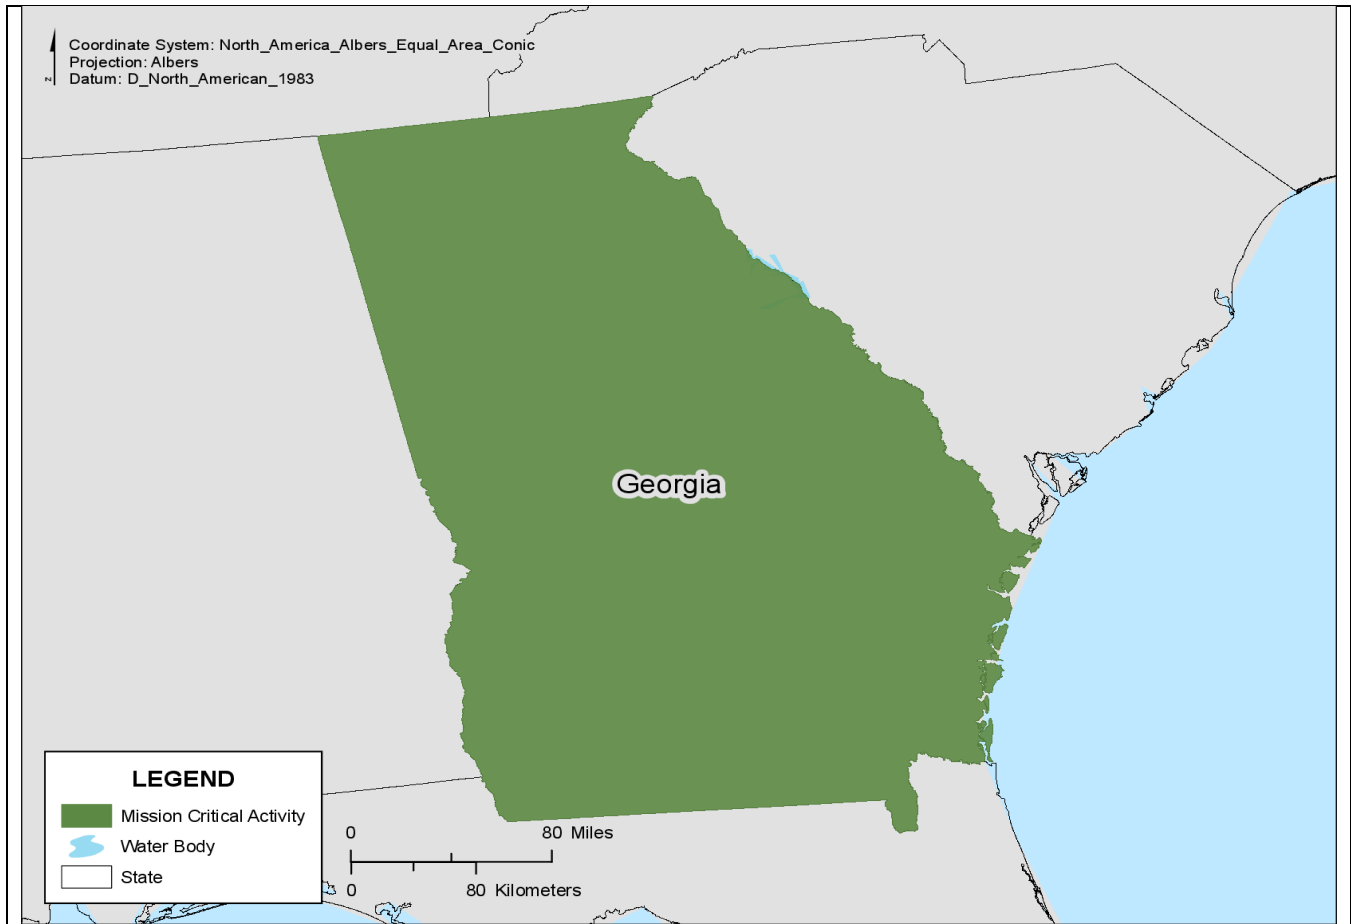 Coordinate System: North_America_Albers_Equal_Area_Conic
Projection: Albers
Datum: D_North_American_1983
N
Georgia
LEGEND
Mission Critical Activity
Water Body
State
0 80 Miles
0 80 Kilometers